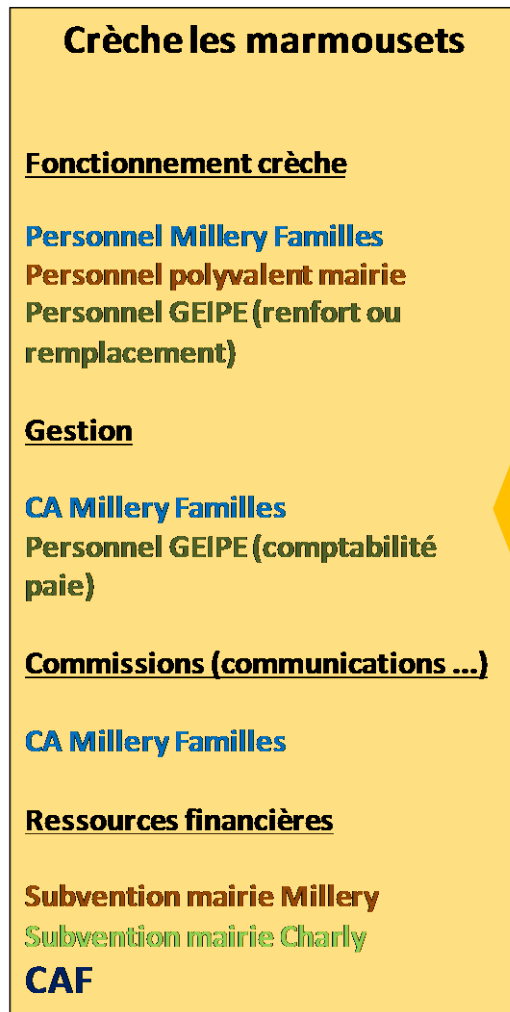 Crèche les marmousets
Fonctionnement crèche
Personnel Millery Familles
Personnel polyvalent mairie
Personnel GEIPE (renfort ou
remplacement)
Gestion
CA Millery Familles
Personnel GEIPE (comptabilité
paie)
Commissions (communications ...)
CA Millery Familles
Ressources financières
Subvention mairie Millery
Subvention mairie Charly
CAF